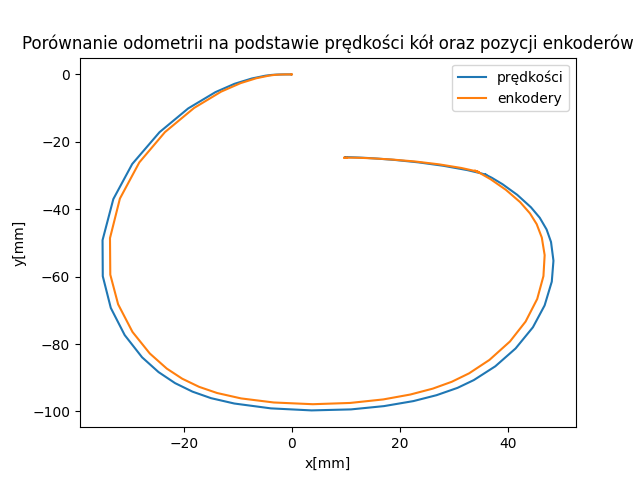 Porównanie odometrii na podstawie prędkości kół oraz pozycji enkoderów
prędkości
enkodery
0
−20
−40
−60
−80
−100
y[mm]
−20
0
20
40
x[mm]